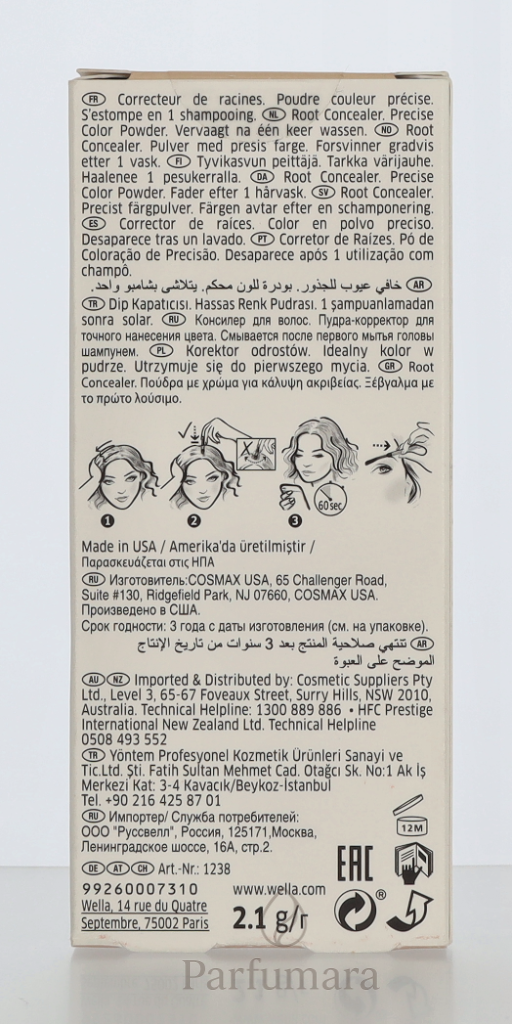 FR Correcteur de racines. Poudre couleur précise.
S'estompe en 1 shampooing. NL Root Concealer. Precise
Color Powder. Vervaagt na één keer wassen. NO Root
Concealer. Pulver med presis farge. Forsvinner gradvis
etter 1 vask. FI Tyvikasvun peittäjä. Tarkka värijauhe.
Haalenee 1 pesukerralla. DA Root Concealer. Precise
Color Powder. Fader efter 1 hårvask. SV Root Concealer.
Precist färgpulver. Färgen avtar efter en schamponering.
ES Corrector de raíces. Color en polvo preciso.
Desaparece tras un lavado. PT Corretor de Raízes. Pó de
Coloração de Precisão. Desaparece após 1 utilização com
champô.
AR خافي عيوب للجذور. بودرة للون محكم. يتلاشى بشامبو واحد.
TR Dip Kapatıcısı. Hassas Renk Pudrası. 1 şampuanlamadan
sonra solar. RU Консилер для волос. Пудра-корректор для
точного нанесения цвета. Смывается после первого мытья головы
шампунем. PL Korektor odrostów. Idealny kolor w
pudrze. Utrzymuje się do pierwszego mycia. GR Root
Concealer. Πούδρα με χρώμα για κάλυψη ακριβείας. Ξέβγαλμα με
το πρώτο λούσιμο.
1 2 3 60 sec
Made in USA / Amerika'da üretilmiştir /
Παρασκευάζεται στις ΗΠΑ
RU Изготовитель:COSMAX USA, 65 Challenger Road,
Suite #130, Ridgefield Park, NJ 07660, COSMAX USA.
Произведено в США.
Срок годности: 3 года с даты изготовления (см. на упаковке).
AR تنتهي صلاحية المنتج بعد 3 سنوات من تاريخ الإنتاج
الموضح على العبوة
AU NZ Imported & Distributed by: Cosmetic Suppliers Pty
Ltd., Level 3, 65-67 Foveaux Street, Surry Hills, NSW 2010,
Australia. Technical Helpline: 1300 889 886 • HFC Prestige
International New Zealand Ltd. Technical Helpline
0508 493 552
TR Yöntem Profesyonel Kozmetik Ürünleri Sanayi ve
Tic.Ltd. Şti. Fatih Sultan Mehmet Cad. Otağcı Sk. No:1 Ak İş
Merkezi Kat: 3-4 Kavacık/Beykoz-İstanbul
Tel. +90 216 425 87 01
RU Импортер/ Служба потребителей:
ООО "Руссвелл", Россия, 125171,Москва,
Ленинградское шоссе, 16А, стр.2.
12M
EAC
DE AT CH Art.-Nr.: 1238
99260007310 www.wella.com
Wella, 14 rue du Quatre
Septembre, 75002 Paris
2.1 g/г
®
Parfumara